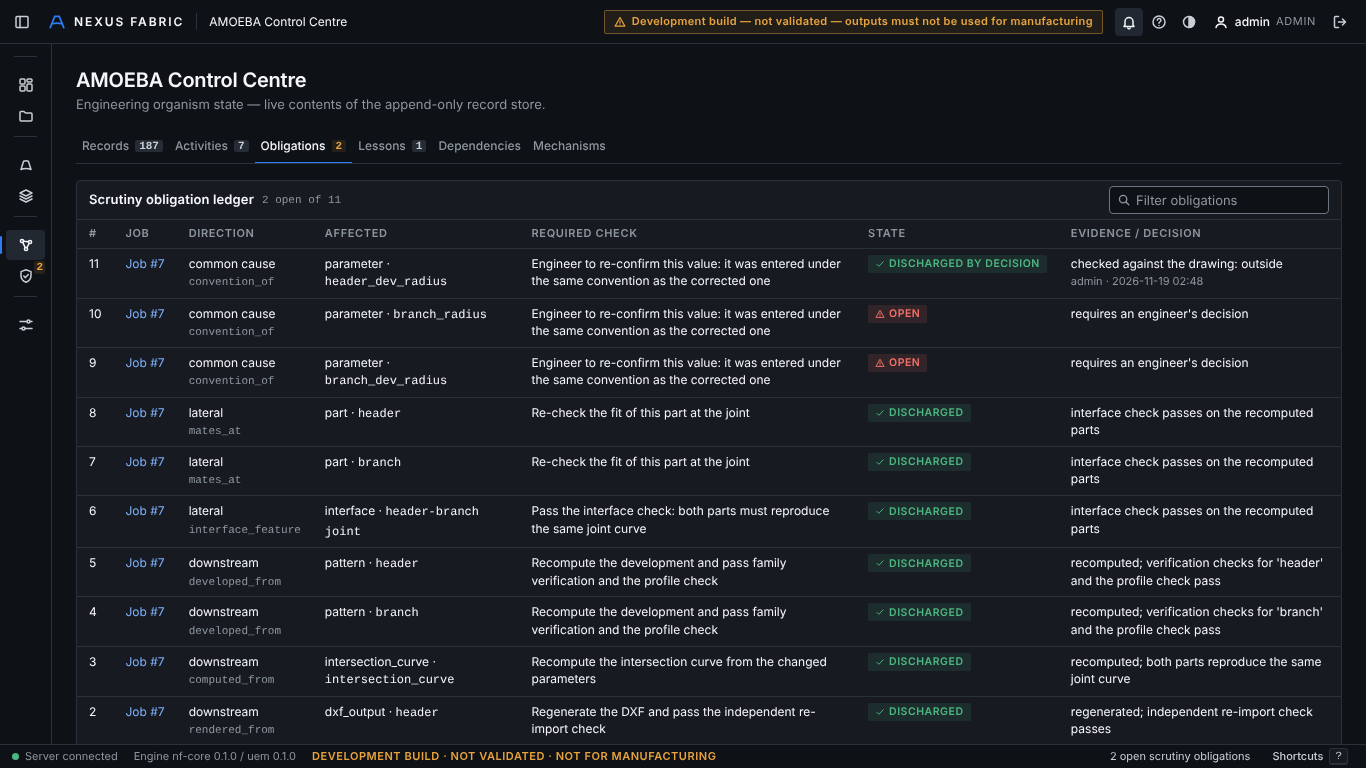 NEXUS FABRIC AMOEBA Control Centre Development build — not validated — outputs must not be used for manufacturing admin ADMIN
AMOEBA Control Centre
Engineering organism state — live contents of the append-only record store.
Records 187 Activities 7 Obligations 2 Lessons 1 Dependencies Mechanisms
Scrutiny obligation ledger 2 open of 11 Filter obligations
# JOB DIRECTION AFFECTED REQUIRED CHECK STATE EVIDENCE / DECISION
11 Job #7 common cause parameter · Engineer to re-confirm this value: it was entered under DISCHARGED BY DECISION checked against the drawing: outside
convention_of header_dev_radius the same convention as the corrected one admin · 2026-11-19 02:48
2
10 Job #7 common cause parameter · branch_radius Engineer to re-confirm this value: it was entered under OPEN requires an engineer's decision
convention_of the same convention as the corrected one
9 Job #7 common cause parameter · Engineer to re-confirm this value: it was entered under OPEN requires an engineer's decision
convention_of branch_dev_radius the same convention as the corrected one
8 Job #7 lateral part · header Re-check the fit of this part at the joint DISCHARGED interface check passes on the recomputed
mates_at parts
7 Job #7 lateral part · branch Re-check the fit of this part at the joint DISCHARGED interface check passes on the recomputed
mates_at parts
6 Job #7 lateral interface · header-branch Pass the interface check: both parts must reproduce DISCHARGED interface check passes on the recomputed
interface_feature joint the same joint curve parts
5 Job #7 downstream pattern · header Recompute the development and pass family DISCHARGED recomputed; verification checks for 'header'
developed_from verification and the profile check and the profile check pass
4 Job #7 downstream pattern · branch Recompute the development and pass family DISCHARGED recomputed; verification checks for 'branch'
developed_from verification and the profile check and the profile check pass
3 Job #7 downstream intersection_curve · Recompute the intersection curve from the changed DISCHARGED recomputed; both parts reproduce the same
computed_from intersection_curve parameters joint curve
2 Job #7 downstream dxf_output · header Regenerate the DXF and pass the independent re- DISCHARGED regenerated; independent re-import check
rendered_from import check passes
Server connected Engine nf-core 0.1.0 / uem 0.1.0 DEVELOPMENT BUILD · NOT VALIDATED · NOT FOR MANUFACTURING 2 open scrutiny obligations Shortcuts ?